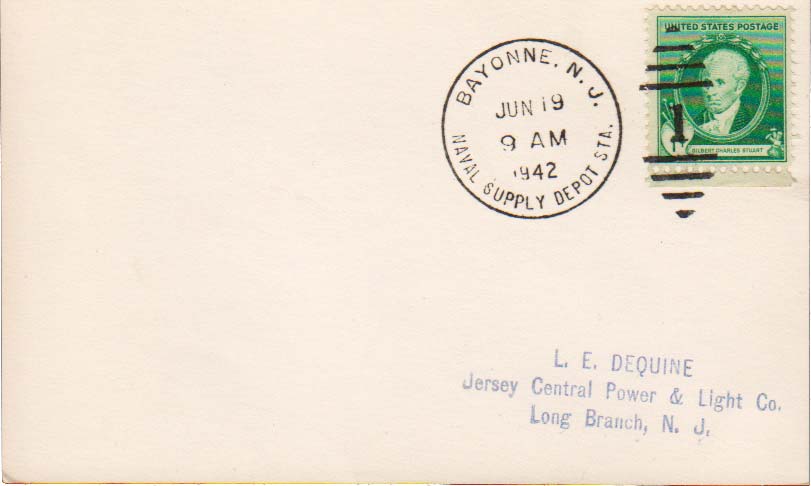 UNITED STATES POSTAGE
BAYONNE, N. J.
JUN 19
9 AM
1942
NAVAL SUPPLY DEPOT STA.
1
1¢
GILBERT CHARLES STUART
L. E. DEQUINE
Jersey Central Power & Light Co.
Long Branch, N. J.